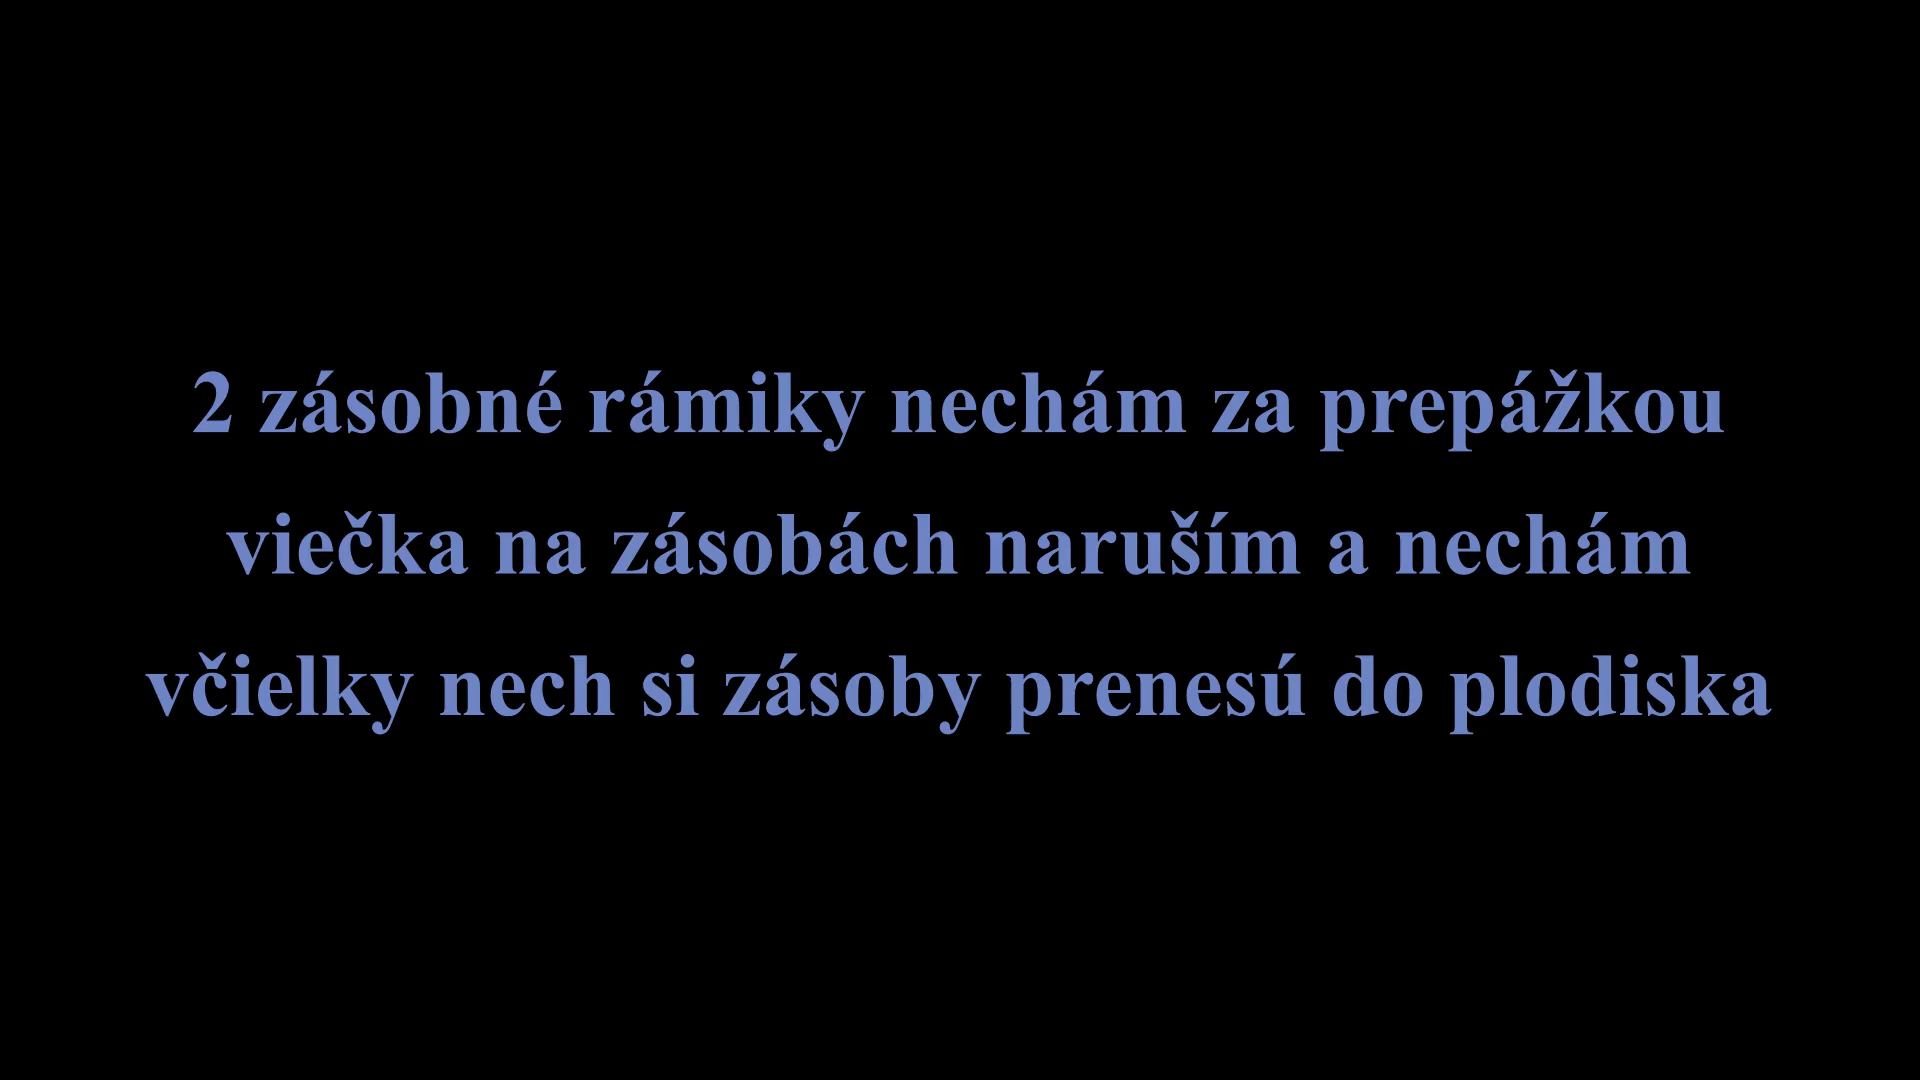 2 zásobné rámiky nechám za prepážkou
viečka na zásobách naruším a nechám
včielky nech si zásoby prenesú do plodiska